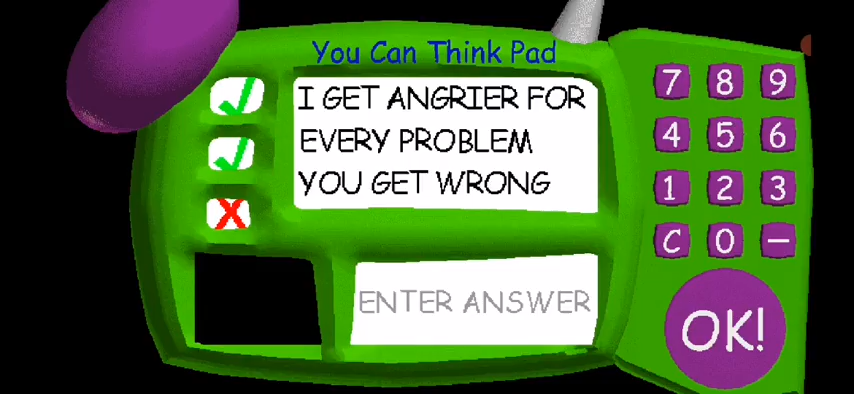 You Can Think Pad
I GET ANGRIER FOR
EVERY PROBLEM
YOU GET WRONG
ENTER ANSWER
7 8 9
4 5 6
1 2 3
C 0 —
OK!